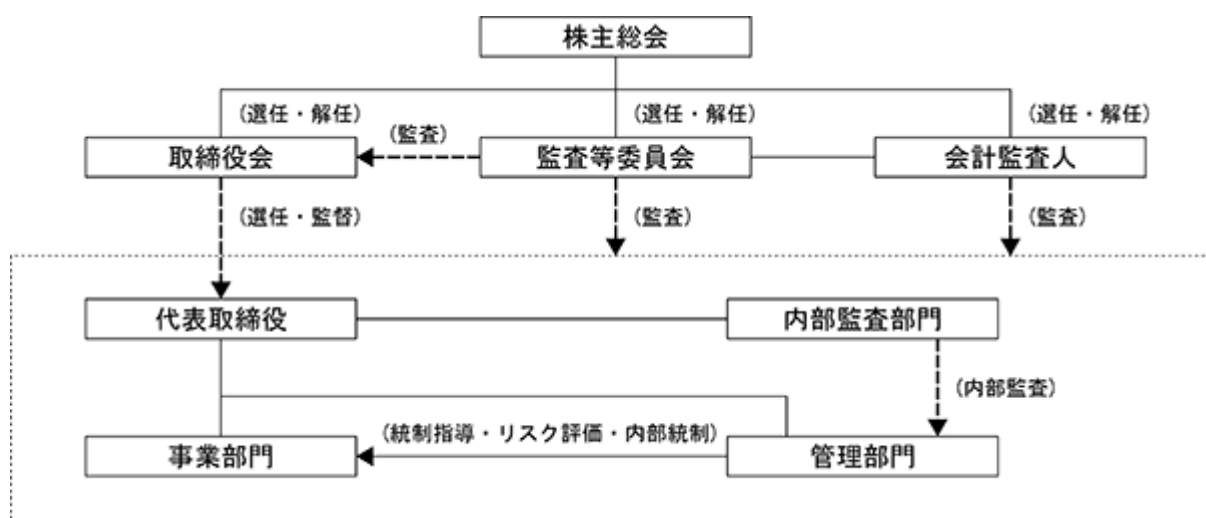 株主総会
(選任・解任)
(選任・解任)
(選任・解任)
取締役会
(監査)
監査等委員会
会計監査人
(選任・監督)
(監査)
(監査)
代表取締役
内部監査部門
(内部監査)
(統制指導・リスク評価・内部統制)
事業部門
管理部門